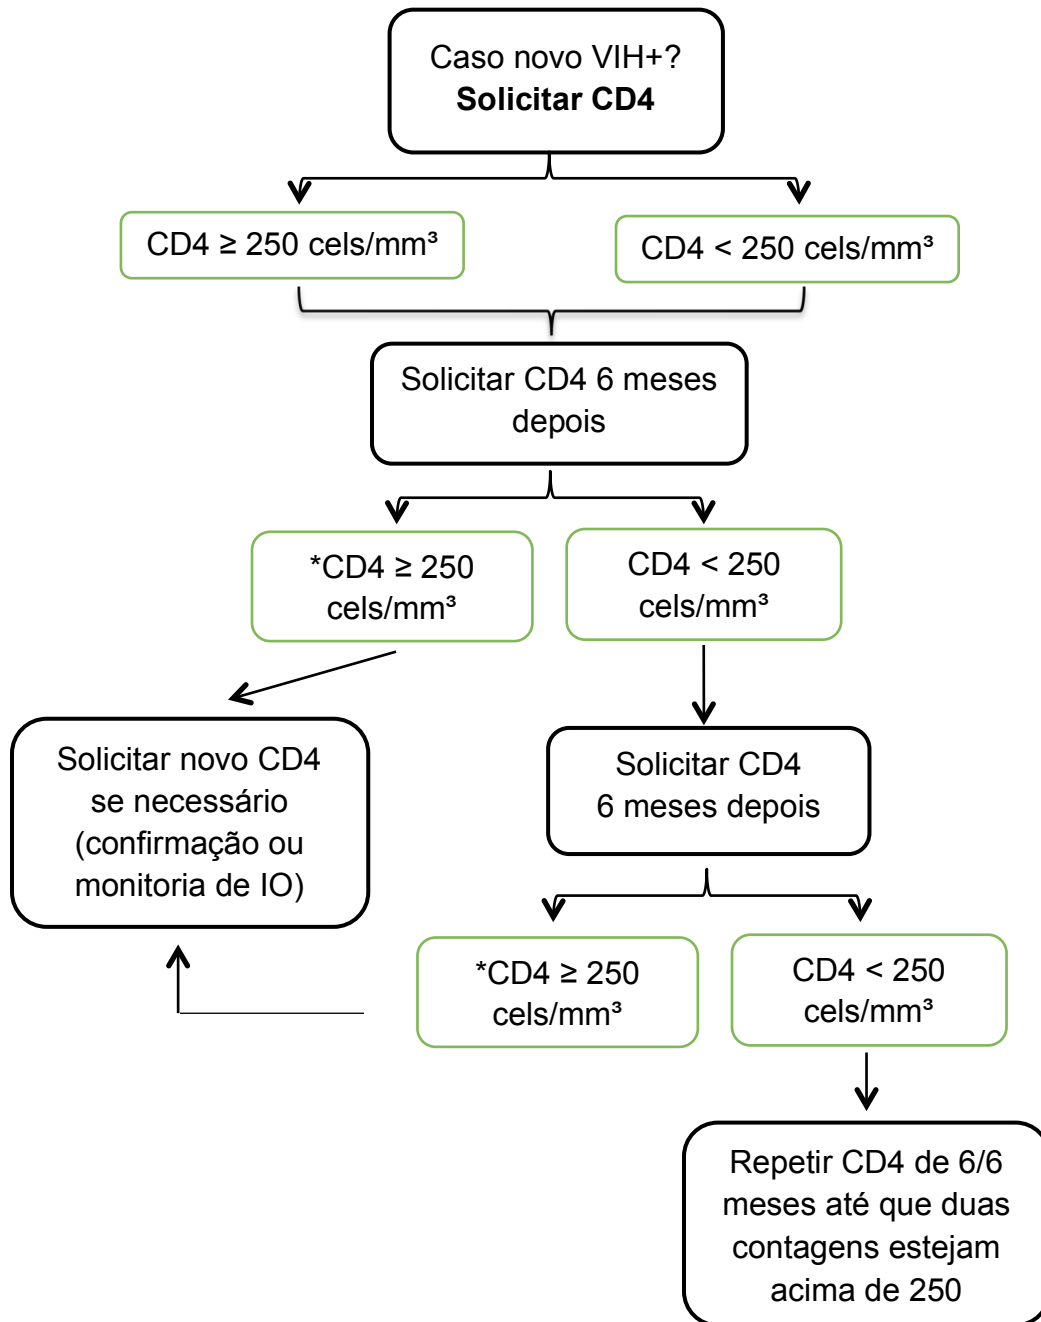 Caso novo VIH+?
Solicitar CD4
CD4 ≥ 250 cels/mm³
CD4 < 250 cels/mm³
Solicitar CD4 6 meses
depois
*CD4 ≥ 250
cels/mm³
CD4 < 250
cels/mm³
Solicitar novo CD4
se necessário
(confirmação ou
monitoria de IO)
Solicitar CD4
6 meses depois
*CD4 ≥ 250
cels/mm³
CD4 < 250
cels/mm³
Repetir CD4 de 6/6
meses até que duas
contagens estejam
acima de 250